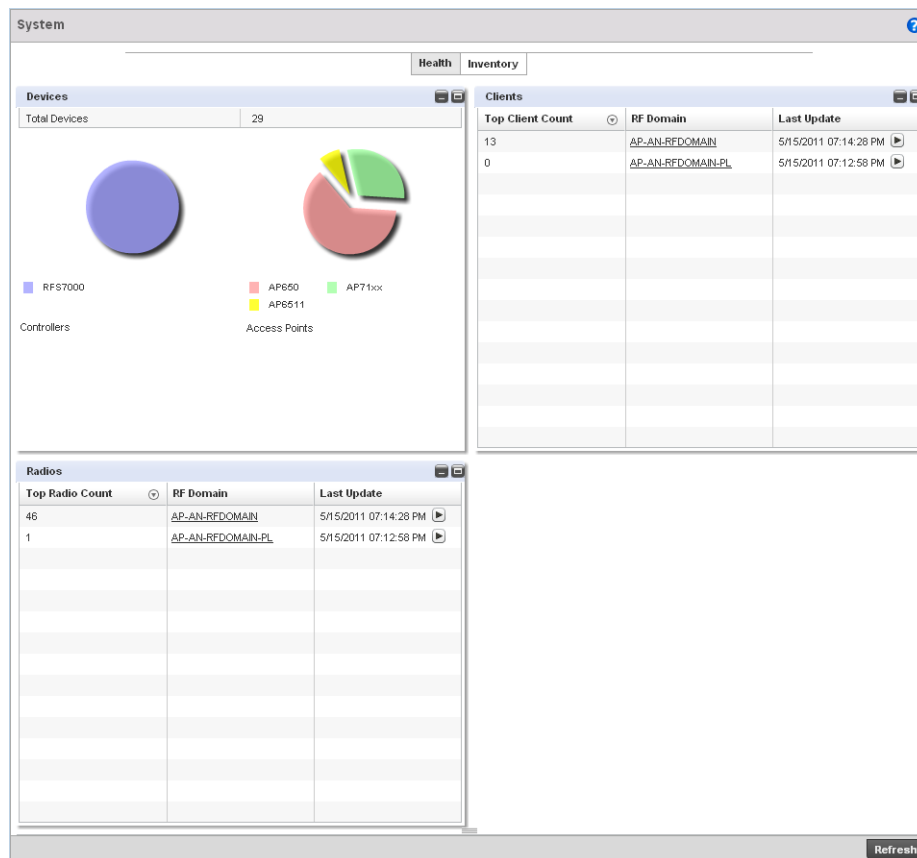 System
?
Health Inventory
Devices
Total Devices 29
RFS7000
AP650 AP71xx
AP6511
Controllers
Access Points
Clients
Top Client Count RF Domain Last Update
13 AP-AN-RFDOMAIN 5/15/2011 07:14:28 PM
0 AP-AN-RFDOMAIN-PL 5/15/2011 07:12:58 PM
Radios
Top Radio Count RF Domain Last Update
46 AP-AN-RFDOMAIN 5/15/2011 07:14:28 PM
1 AP-AN-RFDOMAIN-PL 5/15/2011 07:12:58 PM
Refresh